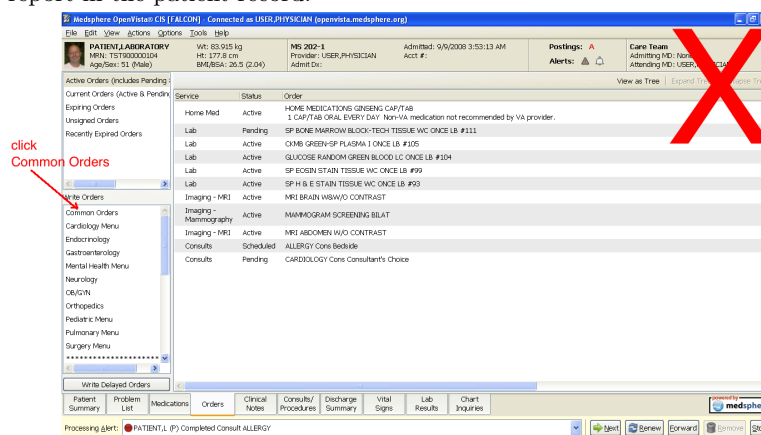 report in the patient record.
Medsphere OpenVista® CIS [FALCON] - Connected as USER,PHYSICIAN (openvista.medsphere.org)
File Edit View Actions Options Tools Help
PATIENT,LABORATORY Wt: 83.915 kg MS 202-1 Admitted: 9/9/2008 3:53:13 AM Postings: A Care Team
MRN: TST900000104 Ht: 177.8 cm Provider: USER,PHYSICIAN Acct #: Admitting MD:
Age/Sex: 51 (Male) BMI/BSA: 26.5 (2.04) Admit Dx: Alerts: Attending MD:
Active Orders (includes Pending View as Tree Expand
Current Orders (Active & Pending Service Status Order
Expiring Orders
Unsigned Orders
Recently Expired Orders
Home Med Active HOME MEDICATIONS GINSENG CAP/TAB
1 CAP/TAB ORAL EVERY DAY Non-VA medication not recommended by VA provider.
Lab Pending SP BONE MARROW BLOCK-TECH TISSUE WC ONCE LB #111
Lab Active CKMB GREEN-SP PLASMA I ONCE LB #105
Lab Active GLUCOSE RANDOM GREEN BLOOD LC ONCE LB #104
Lab Active SP EOSIN STAIN TISSUE WC ONCE LB #99
Lab Active SP H & E STAIN TISSUE WC ONCE LB #93
Imaging - MRI Active MRI BRAIN W&W/O CONTRAST
Imaging - Mammography Active MAMMOGRAM SCREENING BILAT
Imaging - MRI Active MRI ABDOMEN W/O CONTRAST
Consults Scheduled ALLERGY Cons Bedside
Consults Pending CARDIOLOGY Cons Consultant's Choice
click
Common Orders
Write Orders
Common Orders
Cardiology Menu
Endocrinology
Gastroenterology
Mental Health Menu
Neurology
OB/GYN
Orthopedics
Pediatric Menu
Pulmonary Menu
Surgery Menu
*********************
Write Delayed Orders
Patient Summary Problem List Medications Orders Clinical Notes Consults/ Procedures Discharge Summary Vital Signs Lab Results Chart Inquiries powered by medsphe
Processing Alert: PATIENT,L (P) Completed Consult ALLERGY Next Renew Forward Remove